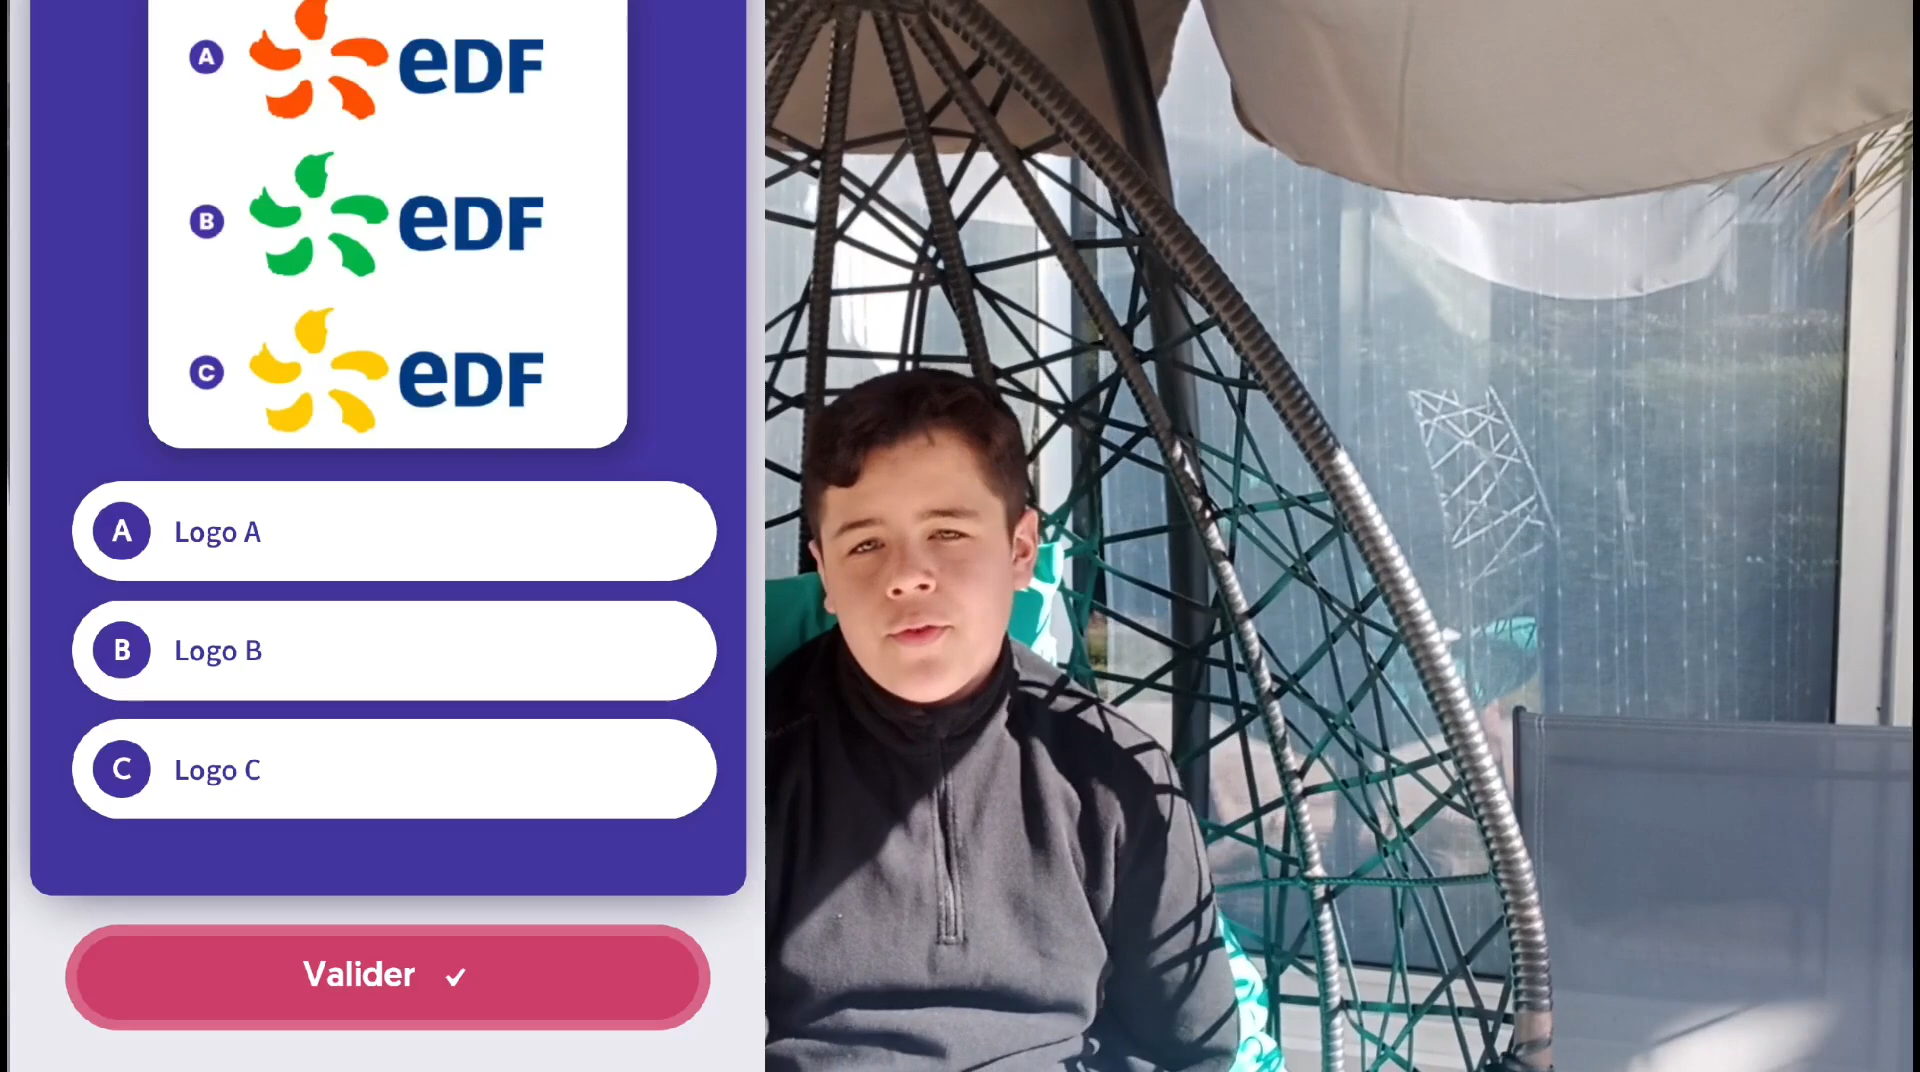 A eDF
B eDF
C eDF
A Logo A
B Logo B
C Logo C
Valider ✓